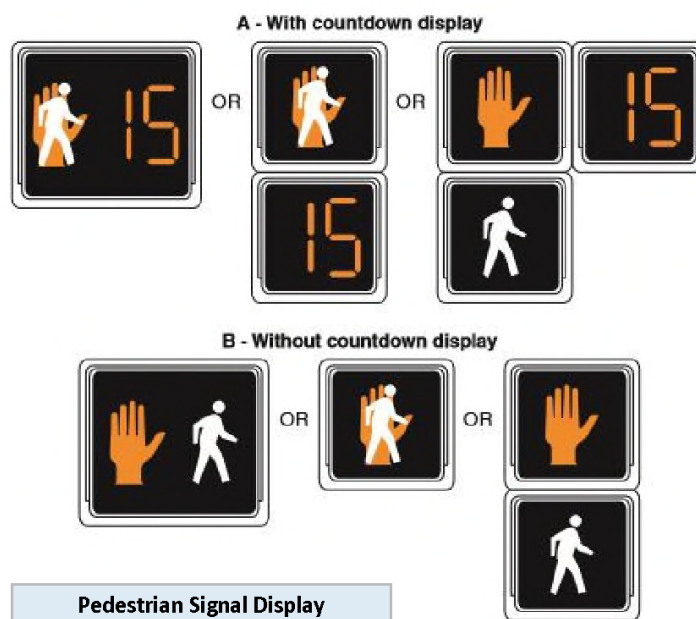 A - With countdown display
15 OR OR 15
15
B - Without countdown display
OR OR
Pedestrian Signal Display